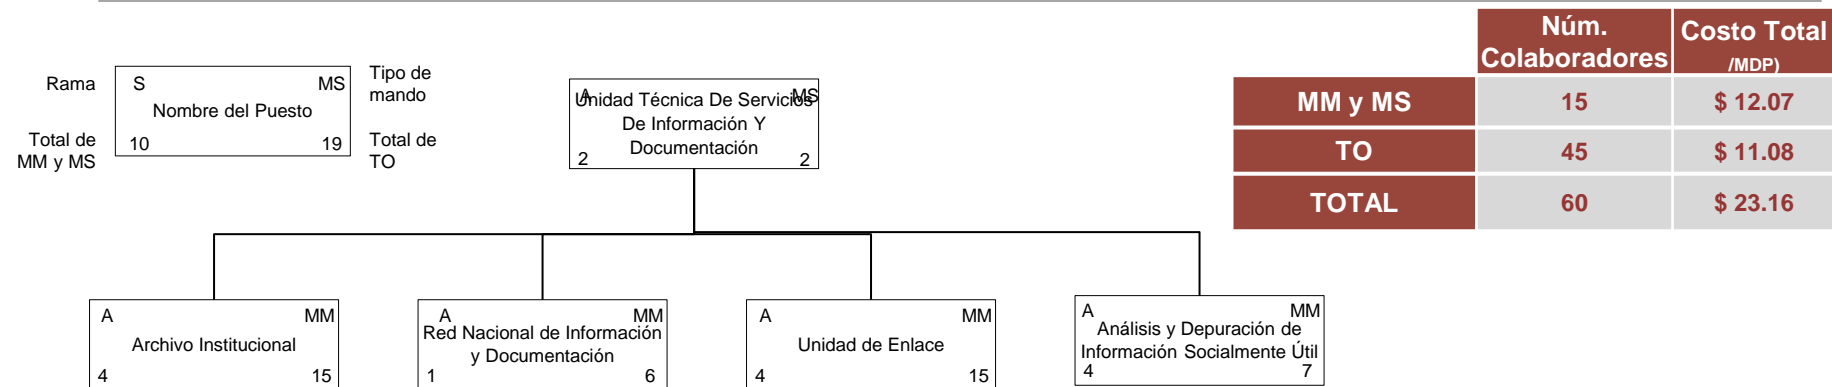 Núm. Colaboradores
Costo Total /MDP)
MM y MS 15 $ 12.07
TO 45 $ 11.08
TOTAL 60 $ 23.16
Rama
S MS
Tipo de mando
Nombre del Puesto
Total de MM y MS
10 19
Total de TO
A MS
Unidad Técnica De Servicios
De Información Y
Documentación
2 2
A MM
Archivo Institucional
4 15
A MM
Red Nacional de Información
y Documentación
1 6
A MM
Unidad de Enlace
4 15
A MM
Análisis y Depuración de
Información Socialmente Útil
4 7